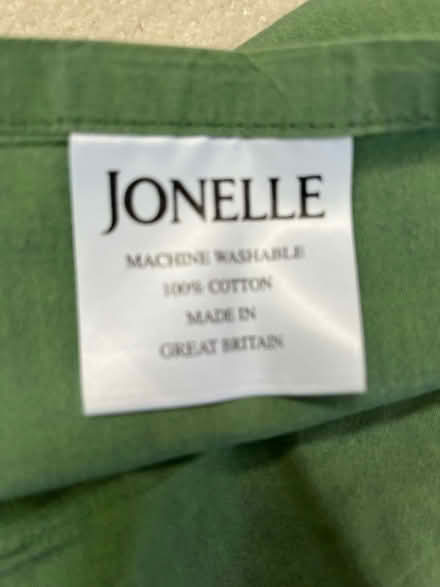 JONELLE
MACHINE WASHABLE
100% COTTON
MADE IN
GREAT BRITAIN